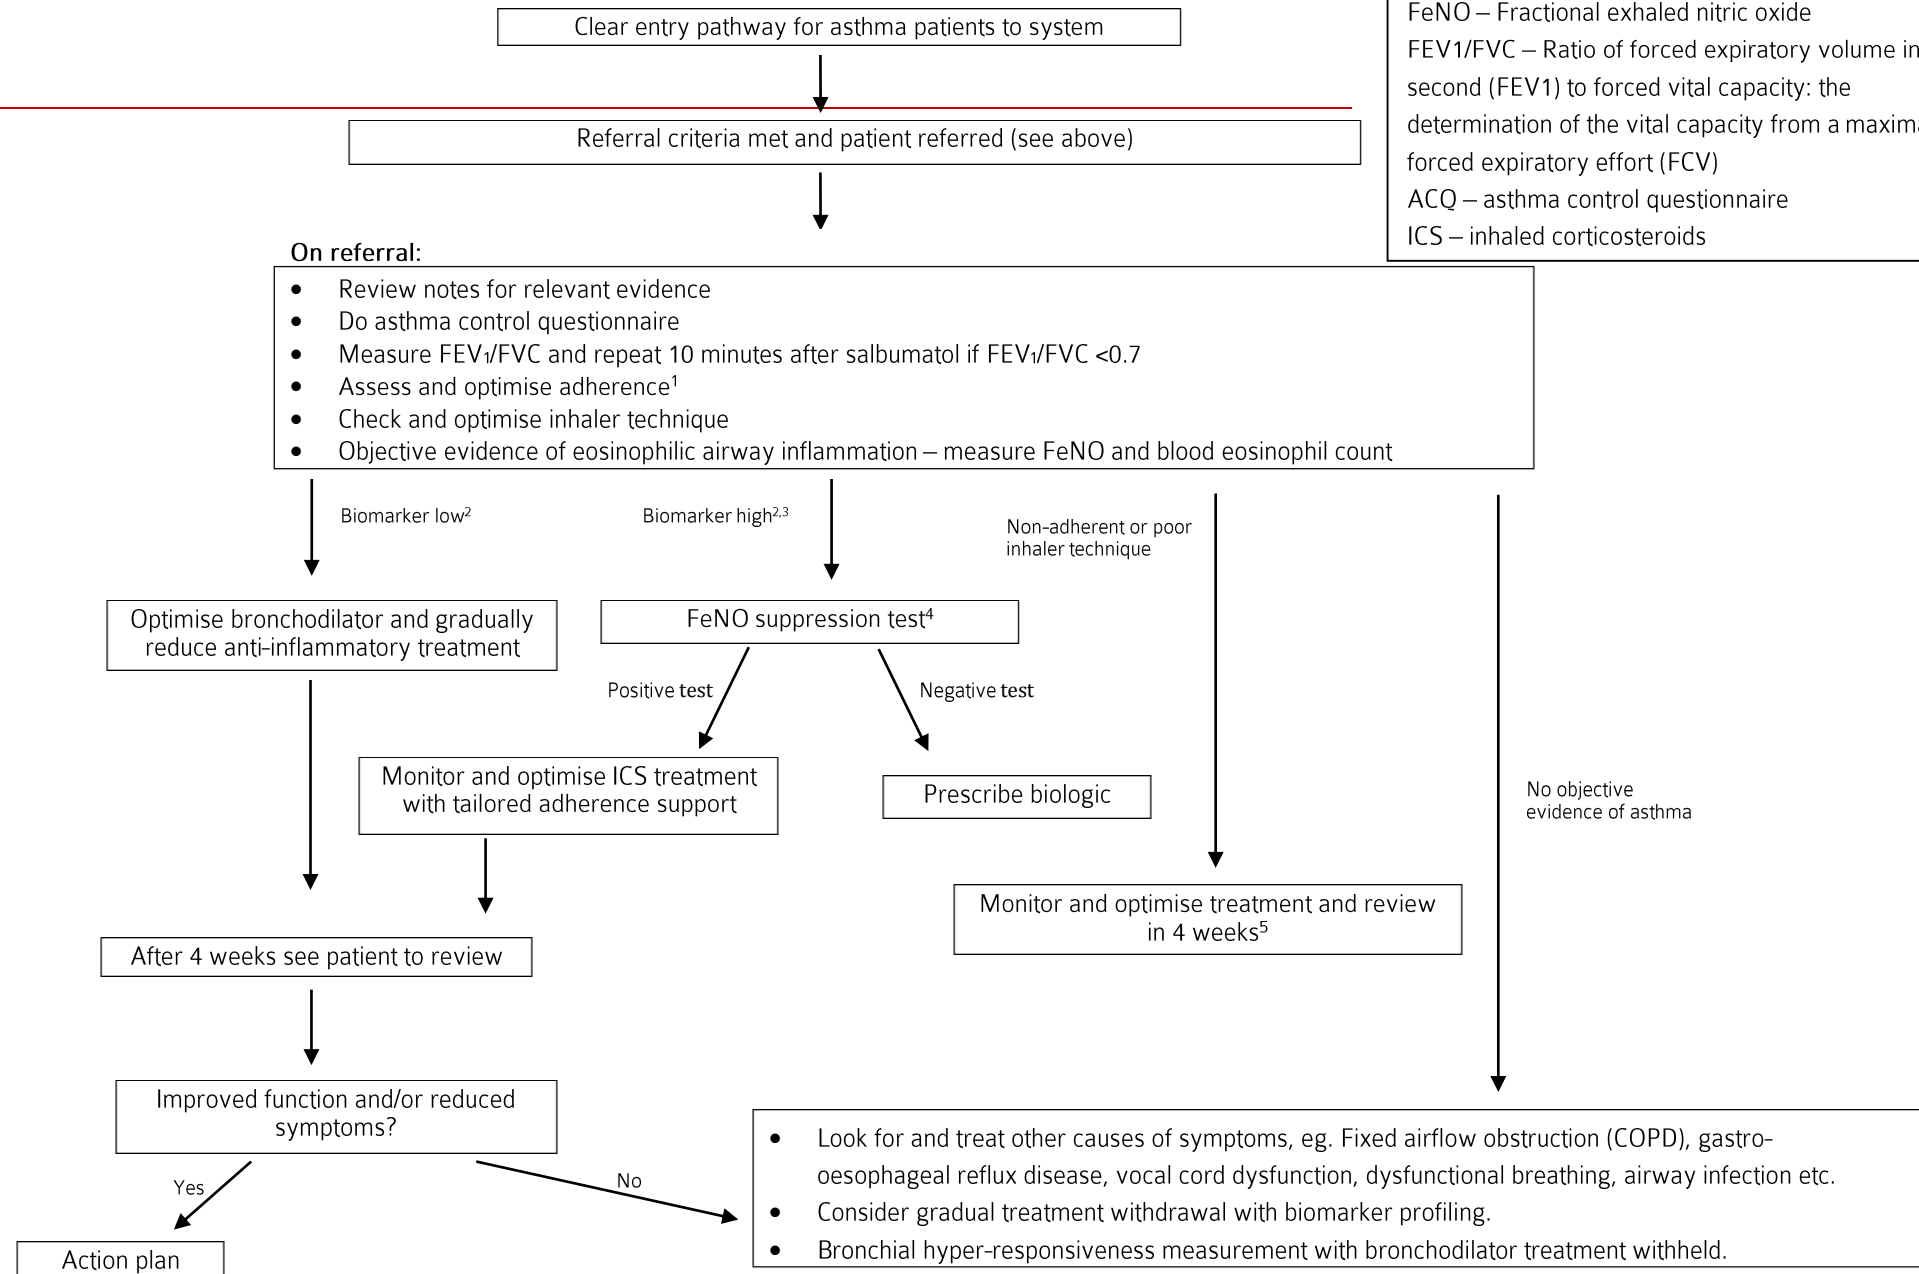 Clear entry pathway for asthma patients to system
FeNO – Fractional exhaled nitric oxide
FEV1/FVC – Ratio of forced expiratory volume in
second (FEV1) to forced vital capacity: the
determination of the vital capacity from a
forced expiratory effort (FCV)
ACQ – asthma control questionnaire
ICS – inhaled corticosteroids
Referral criteria met and patient referred (see above)
On referral:
• Review notes for relevant evidence
• Do asthma control questionnaire
• Measure FEV₁/FVC and repeat 10 minutes after salbumatol if FEV₁/FVC <0.7
• Assess and optimise adherence¹
• Check and optimise inhaler technique
• Objective evidence of eosinophilic airway inflammation – measure FeNO and blood eosinophil count
Biomarker low²
Biomarker high²,³
Non-adherent or poor
inhaler technique
Optimise bronchodilator and gradually
reduce anti-inflammatory treatment
FeNO suppression test⁴
Positive test
Negative test
Monitor and optimise ICS treatment
with tailored adherence support
Prescribe biologic
No objective
evidence of asthma
Monitor and optimise treatment and review
in 4 weeks⁵
After 4 weeks see patient to review
Improved function and/or reduced
symptoms?
Yes
No
Action plan
• Look for and treat other causes of symptoms, eg. Fixed airflow obstruction (COPD), gastro-
oesophageal reflux disease, vocal cord dysfunction, dysfunctional breathing, airway infection etc.
• Consider gradual treatment withdrawal with biomarker profiling.
• Bronchial hyper-responsiveness measurement with bronchodilator treatment withheld.